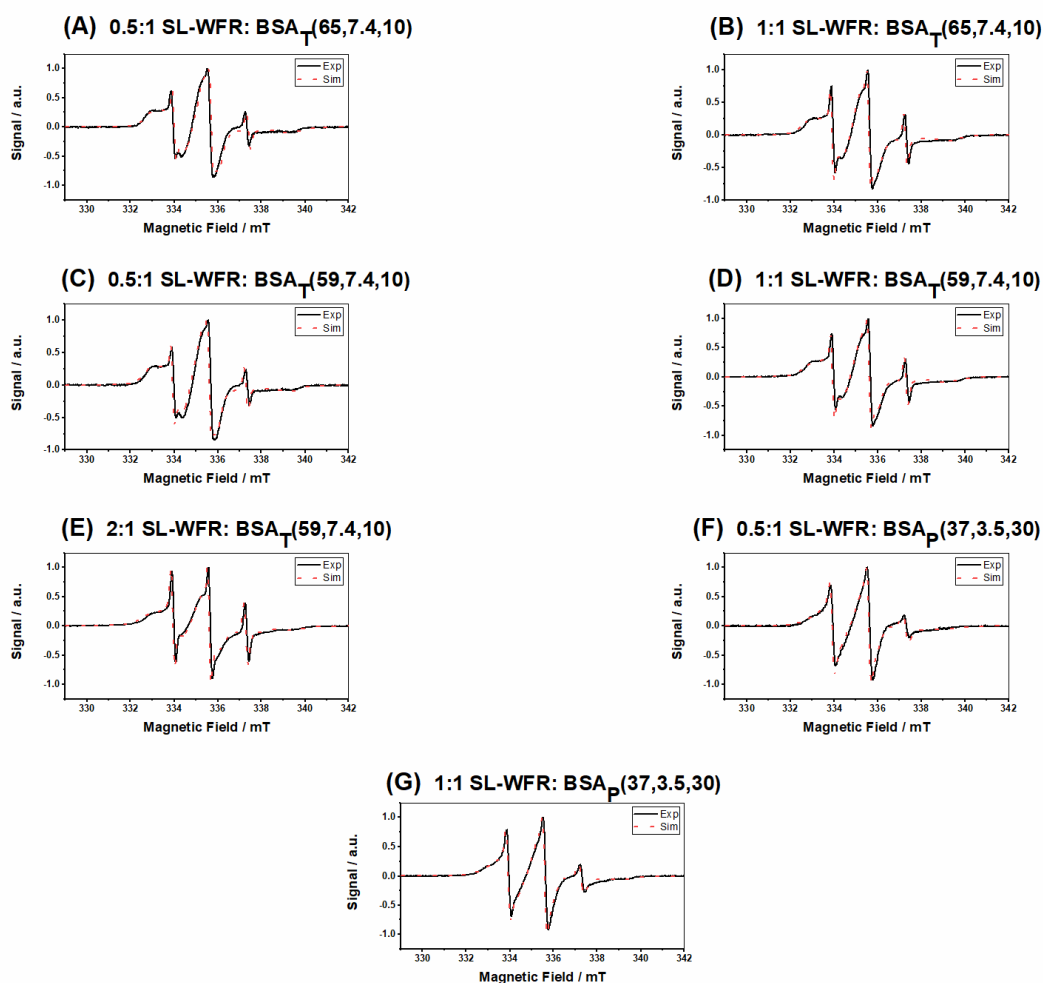 (A) 0.5:1 SL-WFR: BSA_T(65,7.4,10)
Signal / a.u.
1.0
0.5
0.0
-0.5
-1.0
Exp
Sim
330 332 334 336 338 340 342
Magnetic Field / mT
(B) 1:1 SL-WFR: BSA_T(65,7.4,10)
Signal / a.u.
1.0
0.5
0.0
-0.5
-1.0
Exp
Sim
330 332 334 336 338 340 342
Magnetic Field / mT
(C) 0.5:1 SL-WFR: BSA_T(59,7.4,10)
Signal / a.u.
1.0
0.5
0.0
-0.5
-1.0
Exp
Sim
330 332 334 336 338 340 342
Magnetic Field / mT
(D) 1:1 SL-WFR: BSA_T(59,7.4,10)
Signal / a.u.
1.0
0.5
0.0
-0.5
-1.0
Exp
Sim
330 332 334 336 338 340 342
Magnetic Field / mT
(E) 2:1 SL-WFR: BSA_T(59,7.4,10)
Signal / a.u.
1.0
0.5
0.0
-0.5
-1.0
Exp
Sim
330 332 334 336 338 340 342
Magnetic Field / mT
(F) 0.5:1 SL-WFR: BSA_P(37,3.5,30)
Signal / a.u.
1.0
0.5
0.0
-0.5
-1.0
Exp
Sim
330 332 334 336 338 340 342
Magnetic Field / mT
(G) 1:1 SL-WFR: BSA_P(37,3.5,30)
Signal / a.u.
1.0
0.5
0.0
-0.5
-1.0
Exp
Sim
330 332 334 336 338 340 342
Magnetic Field / mT